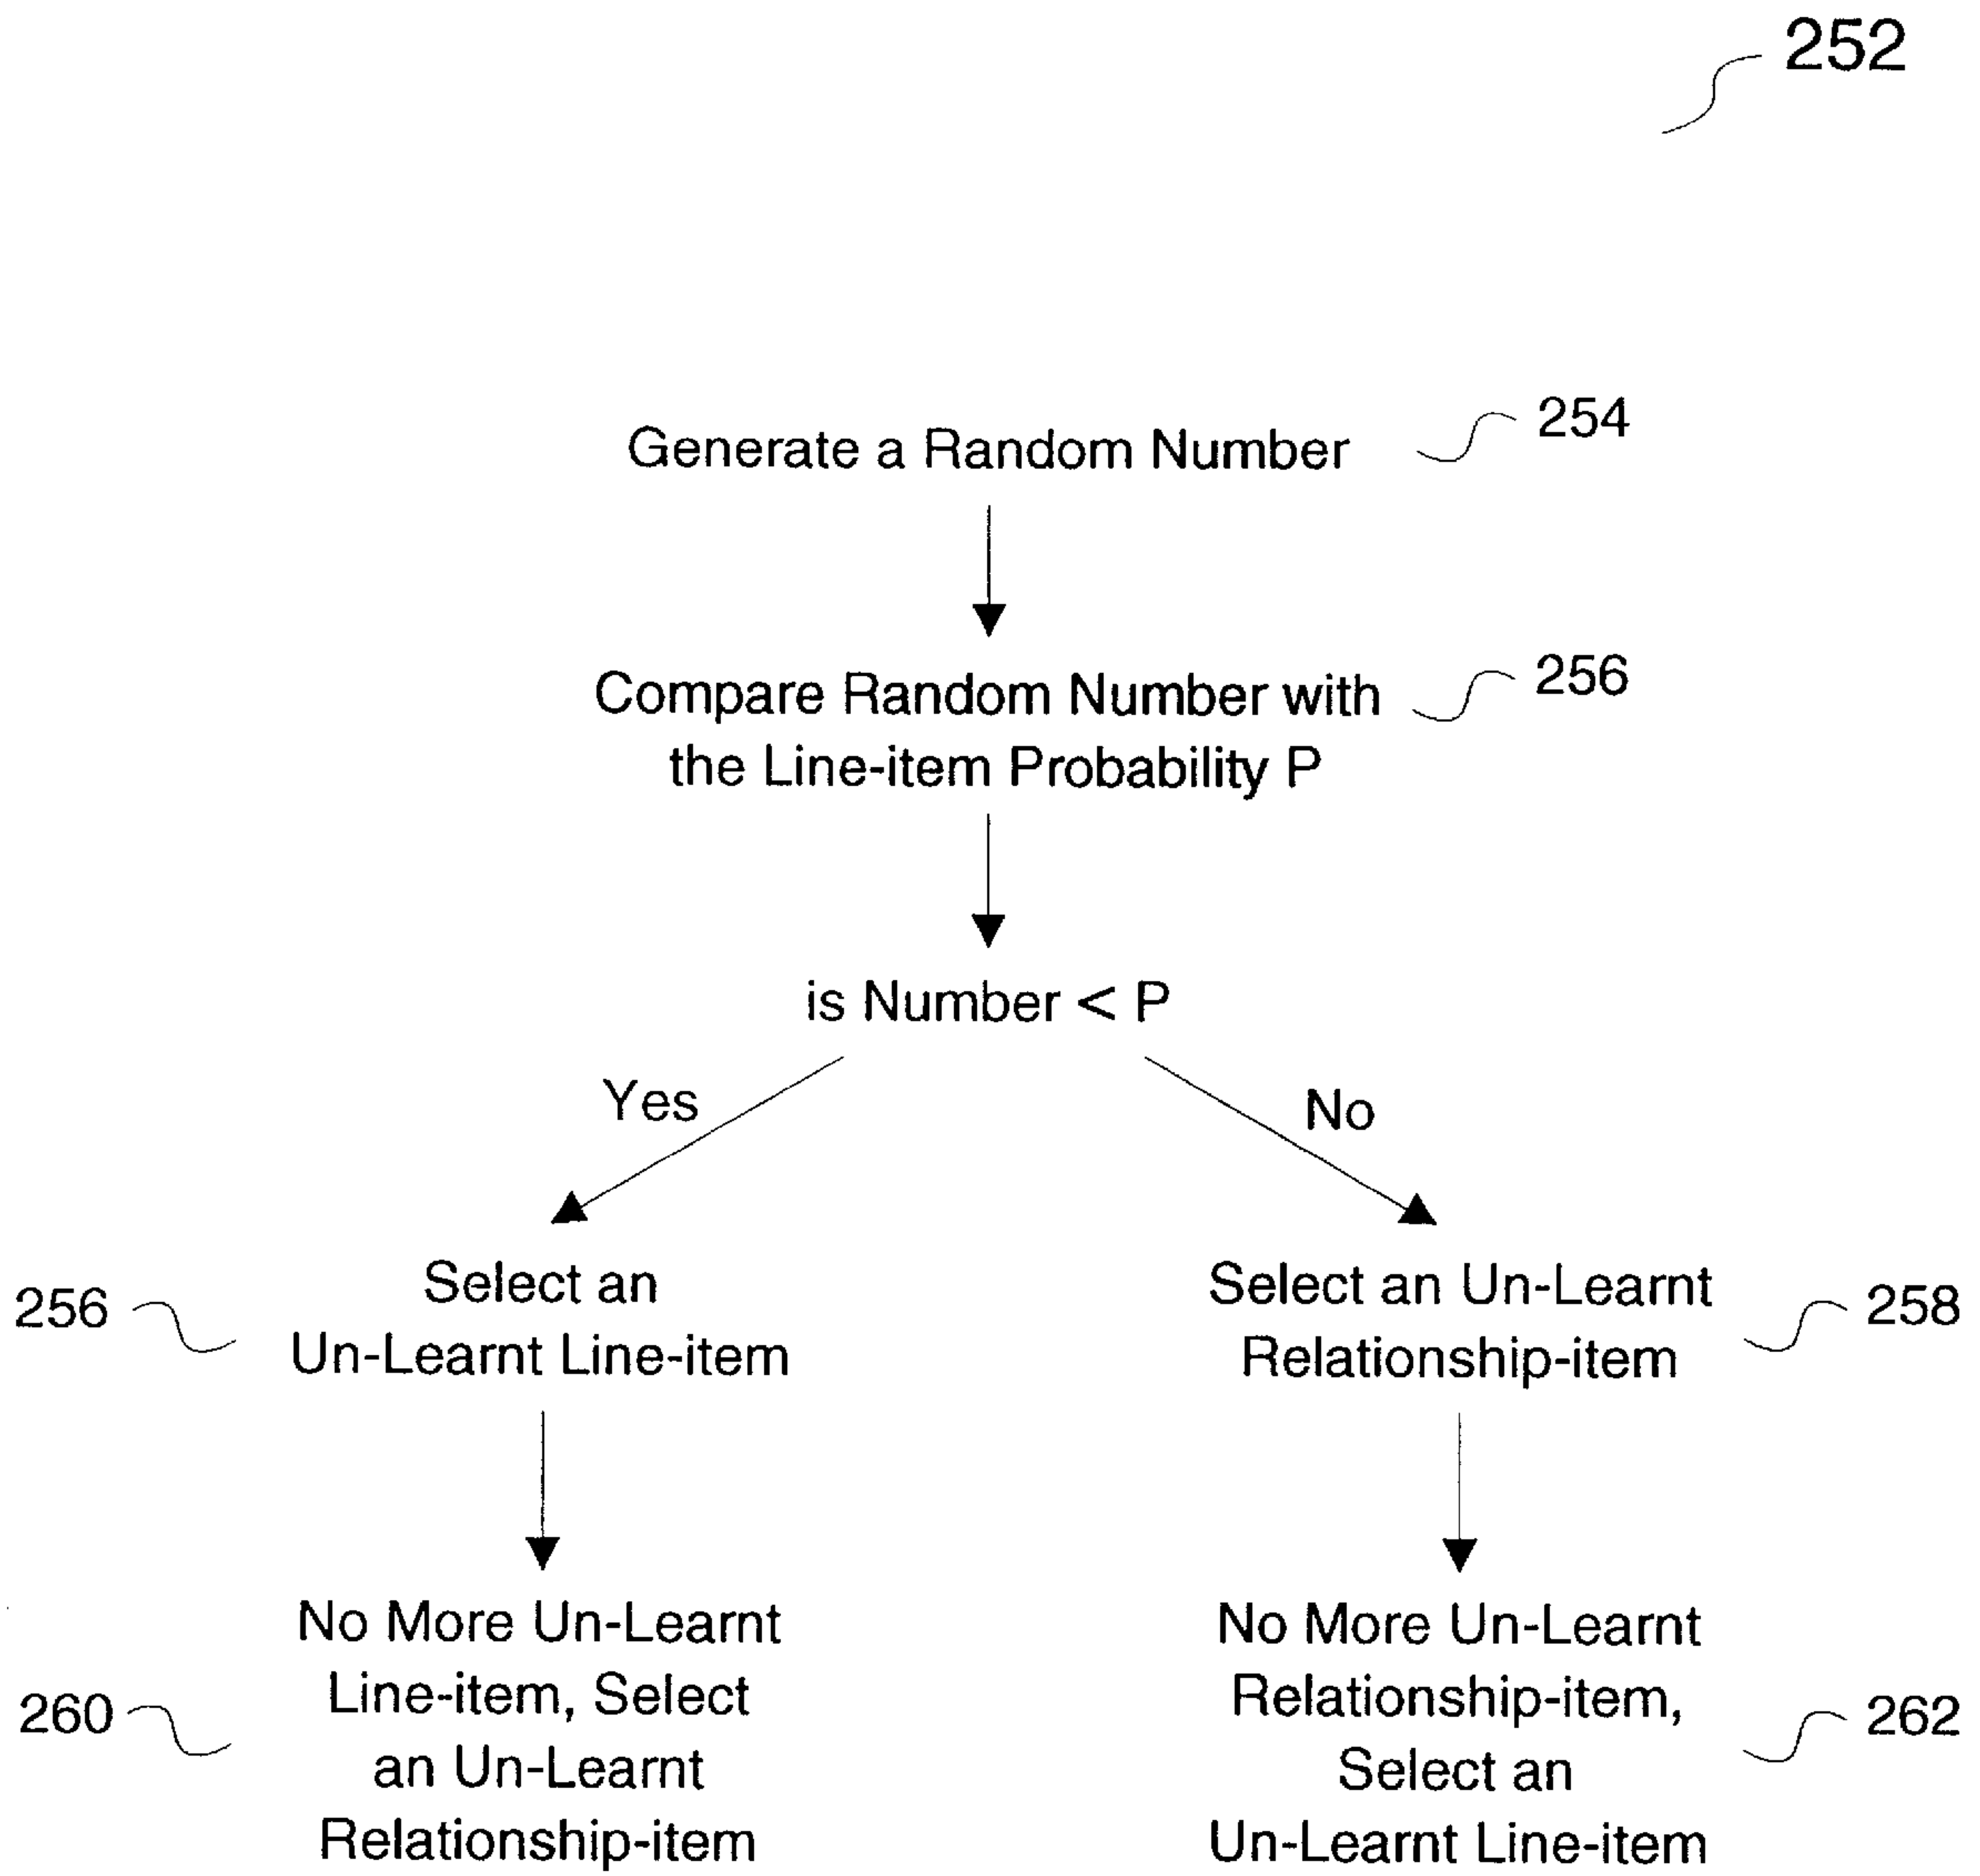 252
Generate a Random Number
254
Compare Random Number with
the Line-item Probability P
256
is Number < P
Yes
No
256
Select an
Un-Learnt Line-item
Select an Un-Learnt
Relationship-item
258
260
No More Un-Learnt
Line-item, Select
an Un-Learnt
Relationship-item
No More Un-Learnt
Relationship-item,
Select an
Un-Learnt Line-item
262